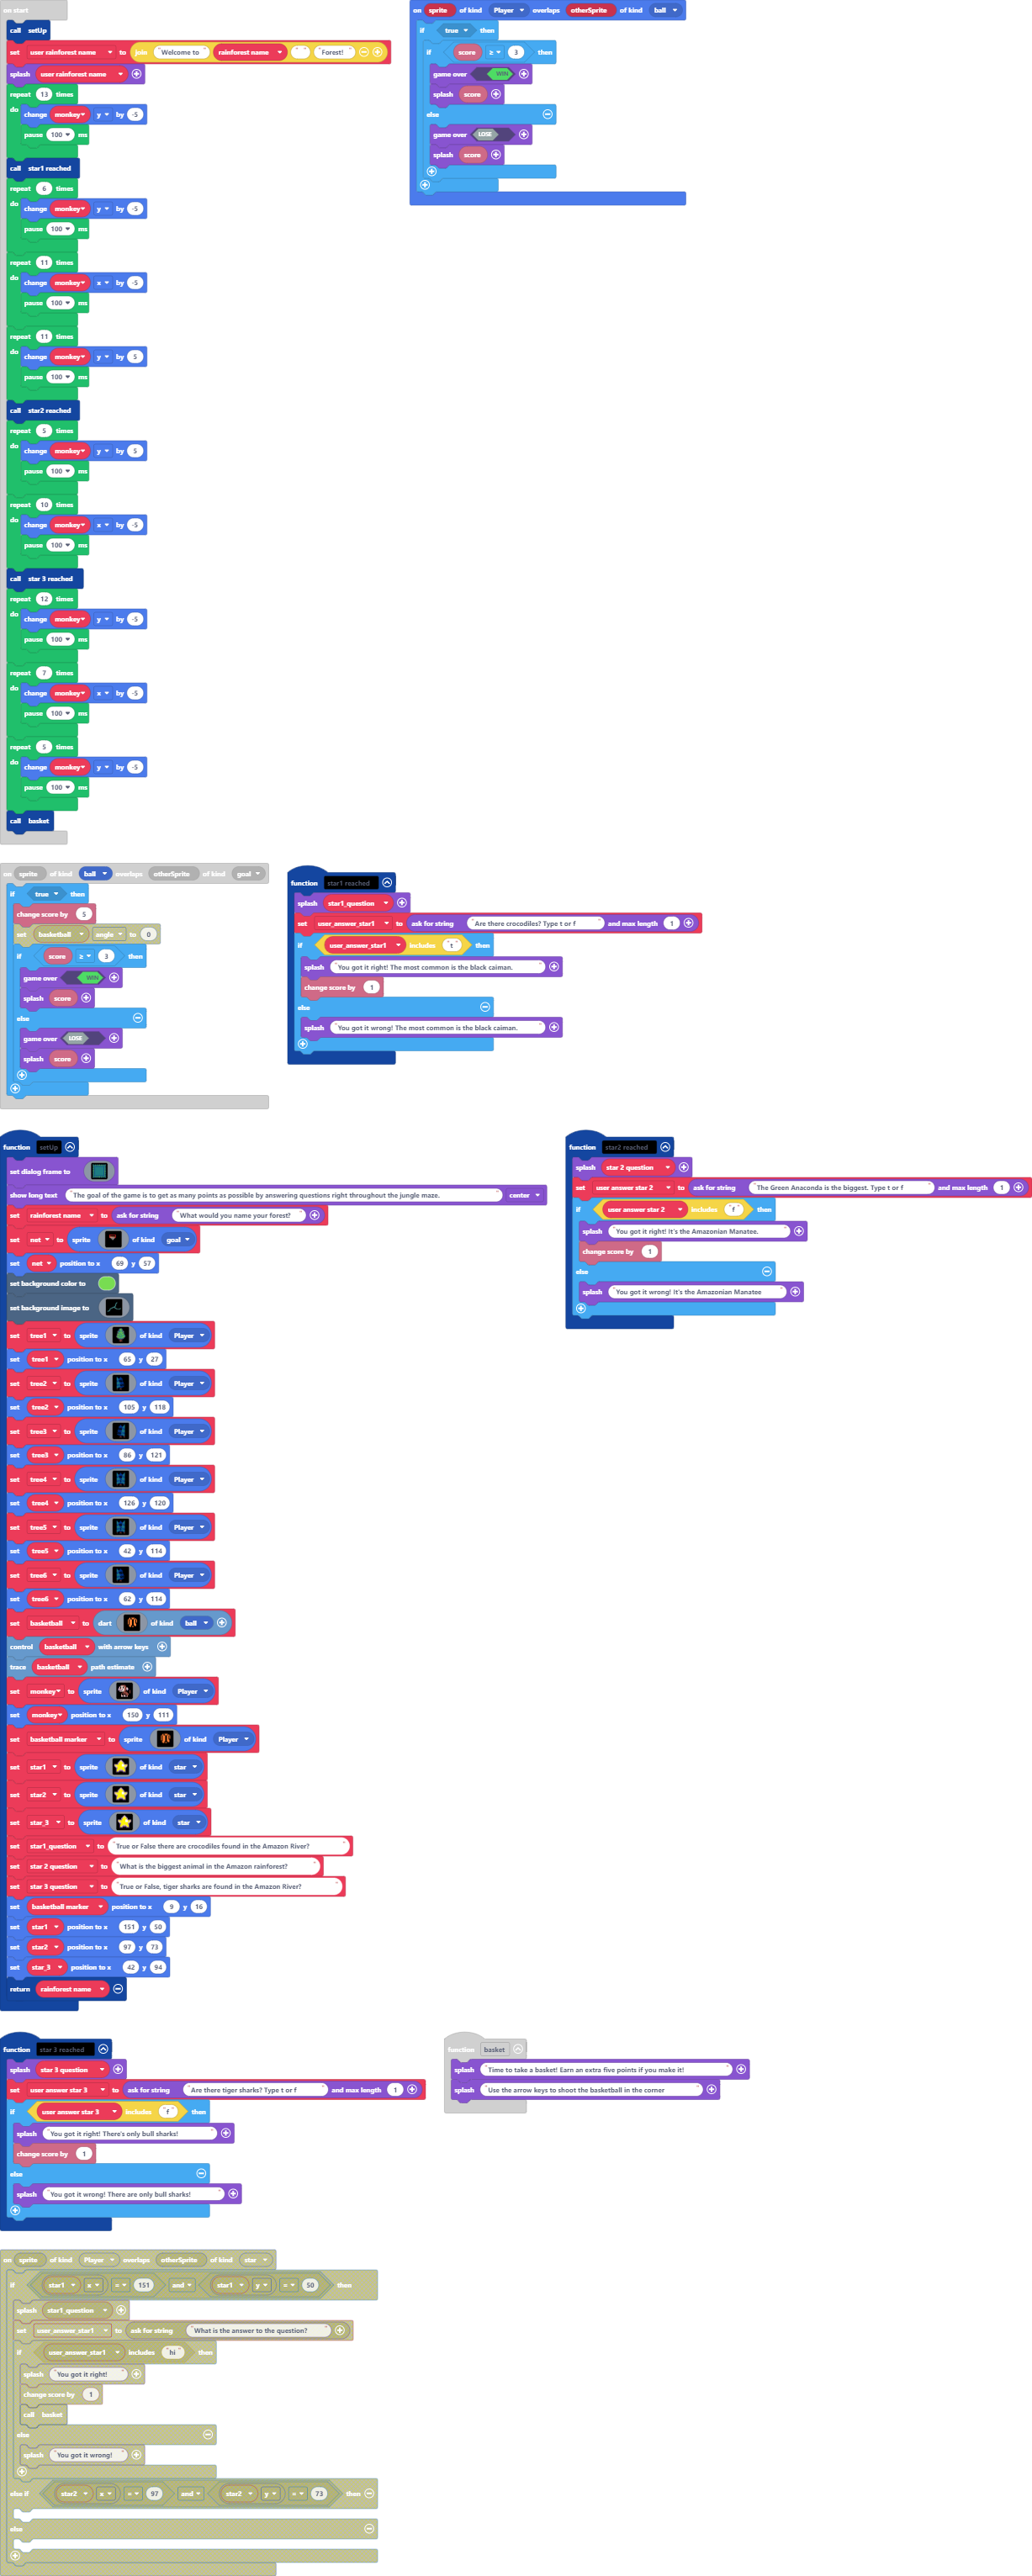 on start
call setUp
set user rainforest name to join "Welcome to " rainforest name " " "Forest!"
splash user rainforest name
repeat 13 times
do change monkey y by -5
pause 100 ms
call star1 reached
repeat 6 times
do change monkey y by -5
pause 100 ms
repeat 11 times
do change monkey x by -5
pause 100 ms
repeat 11 times
do change monkey y by 5
pause 100 ms
call star2 reached
repeat 5 times
do change monkey y by 5
pause 100 ms
repeat 10 times
do change monkey x by -5
pause 100 ms
call star 3 reached
repeat 12 times
do change monkey y by -5
pause 100 ms
repeat 7 times
do change monkey x by -5
pause 100 ms
repeat 5 times
do change monkey y by -5
pause 100 ms
call basket
on sprite of kind Player overlaps otherSprite of kind ball
if true then
if score ≥ 3 then
game over WIN
splash score
else
game over LOSE
splash score
on sprite of kind ball overlaps otherSprite of kind goal
if true then
change score by 5
set basketball angle to 0
if score ≥ 3 then
game over WIN
splash score
else
game over LOSE
splash score
function star1 reached
splash star1_question
set user_answer_star1 to ask for string "Are there crocodiles? Type t or f" and max length 1
if user_answer_star1 includes "t" then
splash "You got it right! The most common is the black caiman."
change score by 1
else
splash "You got it wrong! The most common is the black caiman."
function setUp
set dialog frame to
show long text "The goal of the game is to get as many points as possible by answering questions right throughout the jungle maze." center
set rainforest name to ask for string "What would you name your forest?"
set net to sprite of kind goal
set net position to x 69 y 57
set background color to
set background image to
set tree1 to sprite of kind Player
set tree1 position to x 65 y 27
set tree2 to sprite of kind Player
set tree2 position to x 105 y 118
set tree3 to sprite of kind Player
set tree3 position to x 86 y 121
set tree4 to sprite of kind Player
set tree4 position to x 126 y 120
set tree5 to sprite of kind Player
set tree5 position to x 42 y 114
set tree6 to sprite of kind Player
set tree6 position to x 62 y 114
set basketball to dart of kind ball
control basketball with arrow keys
trace basketball path estimate
set monkey to sprite of kind Player
set monkey position to x 150 y 111
set basketball marker to sprite of kind Player
set star1 to sprite of kind star
set star2 to sprite of kind star
set star_3 to sprite of kind star
set star1_question to "True or False there are crocodiles found in the Amazon River?"
set star 2 question to "What is the biggest animal in the Amazon rainforest?"
set star 3 question to "True or False, tiger sharks are found in the Amazon River?"
set basketball marker position to x 9 y 16
set star1 position to x 151 y 50
set star2 position to x 97 y 73
set star_3 position to x 42 y 94
return rainforest name
function star2 reached
splash star 2 question
set user answer star 2 to ask for string "The Green Anaconda is the biggest. Type t or f" and max length 1
if user answer star 2 includes "f" then
splash "You got it right! It's the Amazonian Manatee."
change score by 1
else
splash "You got it wrong! It's the Amazonian Manatee"
function star 3 reached
splash star 3 question
set user answer star 3 to ask for string "Are there tiger sharks? Type t or f" and max length 1
if user answer star 3 includes "f" then
splash "You got it right! There's only bull sharks!"
change score by 1
else
splash "You got it wrong! There are only bull sharks!"
function basket
splash "Time to take a basket! Earn an extra five points if you make it!"
splash "Use the arrow keys to shoot the basketball in the corner"
on sprite of kind Player overlaps otherSprite of kind star
if star1 x = 151 and star1 y = 50 then
splash star1_question
set user_answer_star1 to ask for string "What is the answer to the question?"
if user_answer_star1 includes "hi" then
splash "You got it right!"
change score by 1
call basket
else
splash "You got it wrong!"
else if star2 x = 97 and star2 y = 73 then
else